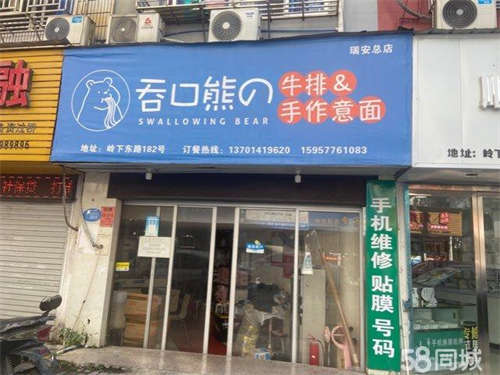 瑞安总店
吞口熊の
SWALLOWING BEAR
牛排&
手作意面
地址：岭下东路182号 订餐热线：13701419620 15957761083
融
989896
手机维修贴膜号码
地址：岭下
58同城